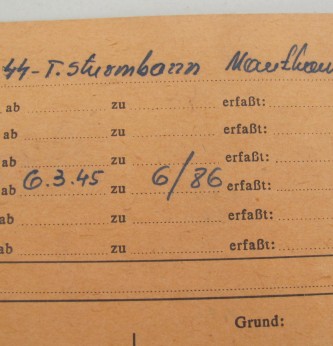 SS-T. Sturmbann Mauthau
ab zu erfaßt:
ab zu erfaßt:
ab zu erfaßt:
ab 6.3.45 zu 6/86 erfaßt:
ab zu erfaßt:
ab zu erfaßt:
Grund: